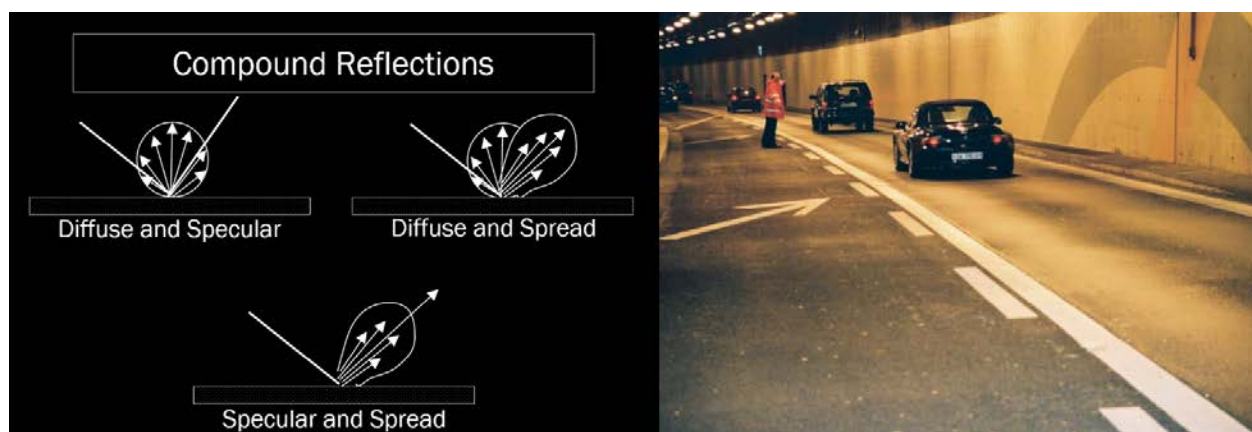 Compound Reflections
Diffuse and Specular
Diffuse and Spread
Specular and Spread